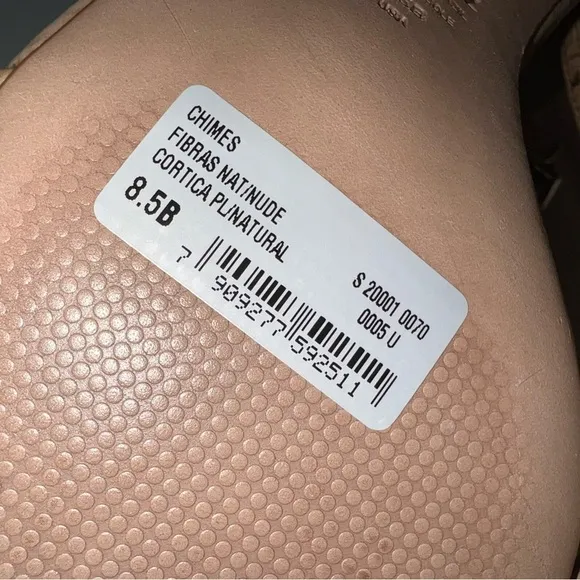 CHIMES
FIBRAS NAT/NUDE
CORTICA PL/NATURAL
8.5B
S 20001 0070
0005 U
7 909277 592511